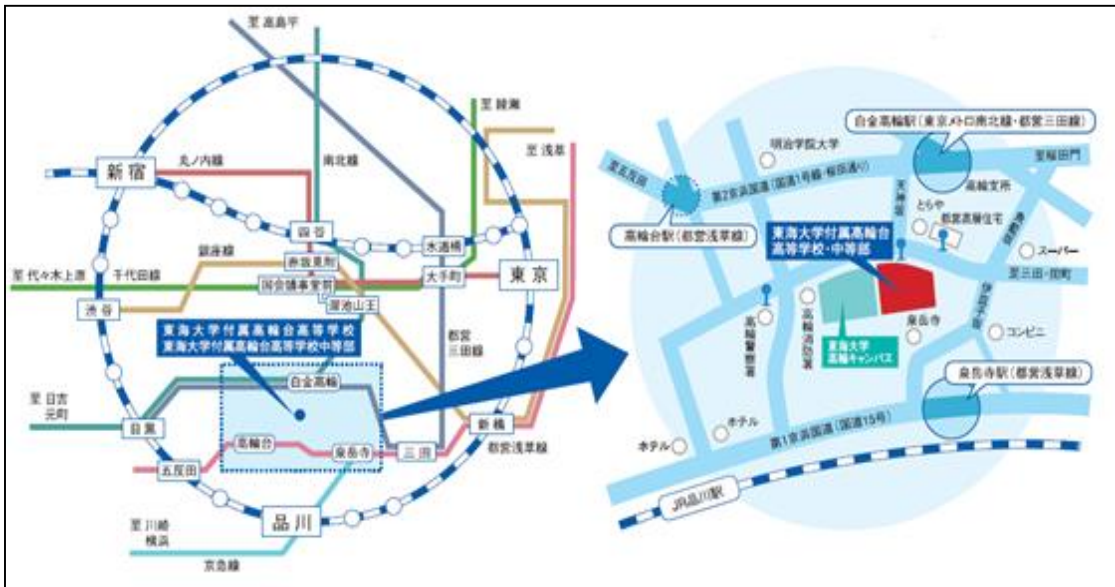 至 高島平
至 綾瀬
至 浅草
新宿
丸ノ内線
南北線
四谷
水道橋
銀座線
赤坂見附
大手町
東京
至 代々木上原
千代田線
国会議事堂前
溜池山王
渋谷
東海大学付属高輪台高等学校
東海大学付属高輪台高等学校中等部
都営
三田線
白金高輪
至 日吉
元町
目黒
新橋
高輪台
泉岳寺
三田
都営浅草線
五反田
品川
至 川崎
横浜
京急線
白金高輪駅(東京メトロ南北線・都営三田線)
明治学院大学
至桜田門
至五反田
第2京浜国道(国道1号線・桜田通り)
高輪支所
天神坂
とらや
都営高層住宅
魚籃坂
高輪台駅(都営浅草線)
東海大学付属高輪台
高等学校・中等部
スーパー
至三田・田町
伊皿子坂
高輪警察署
高輪消防署
泉岳寺
コンビニ
東海大学
高輪キャンパス
泉岳寺駅(都営浅草線)
ホテル
ホテル
第1京浜国道(国道15号)
JR品川駅